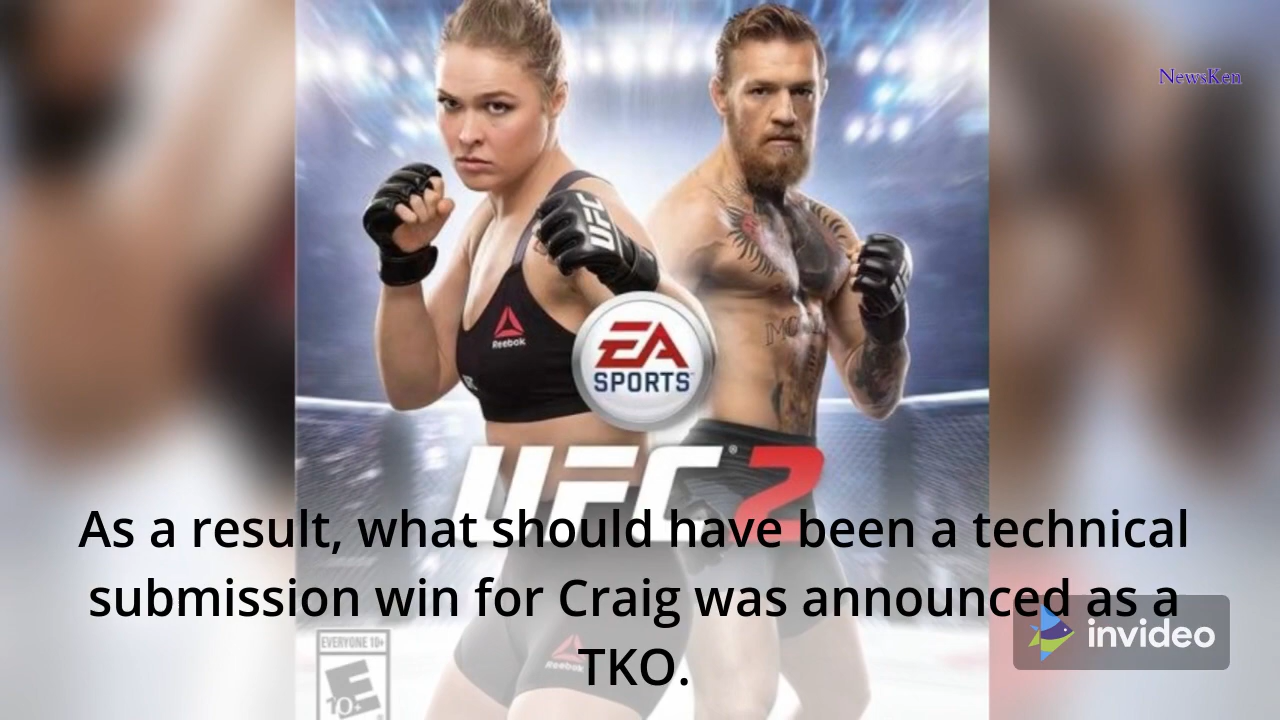 NewsKen
UFC
Reebok
EA
SPORTS
UFC® 2
As a result, what should have been a technical
submission win for Craig was announced as a
TKO.
invideo
EVERYONE 10+
Reebok
E
10+